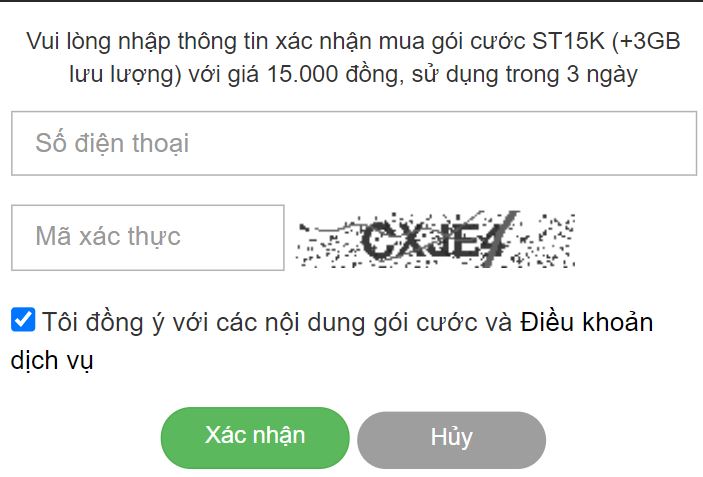 Vui lòng nhập thông tin xác nhận mua gói cước ST15K (+3GB
lưu lượng) với giá 15.000 đồng, sử dụng trong 3 ngày
Số điện thoại
Mã xác thực
CXJE4
Tôi đồng ý với các nội dung gói cước và Điều khoản
dịch vụ
Xác nhận
Hủy